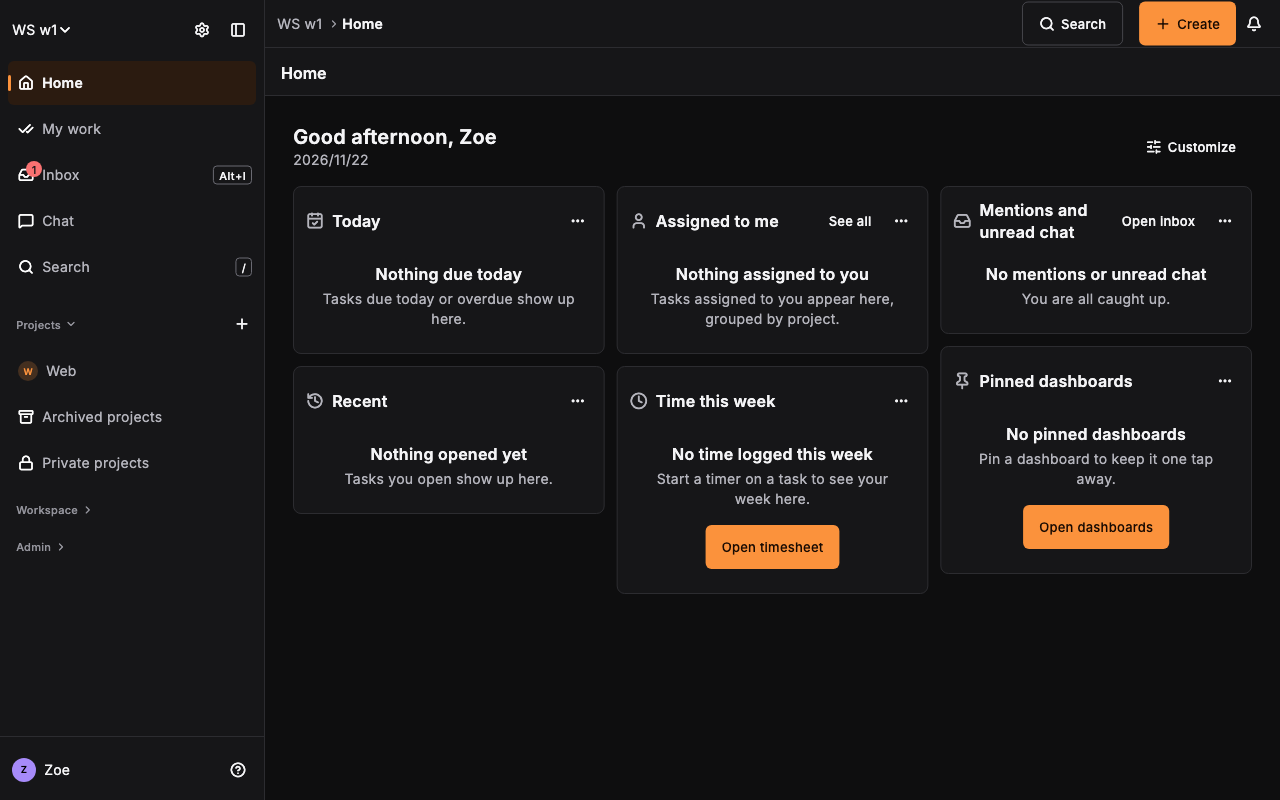 WS w1
Home
My work
1
Inbox
Alt+I
Chat
Search
/
Projects
W
Web
Archived projects
Private projects
Workspace
Admin
Z
Zoe
WS w1 > Home
Search
Create
Home
Good afternoon, Zoe
2026/11/22
Customize
Today
Nothing due today
Tasks due today or overdue show up
here.
Assigned to me
See all
Nothing assigned to you
Tasks assigned to you appear here,
grouped by project.
Mentions and
unread chat
Open inbox
No mentions or unread chat
You are all caught up.
Recent
Nothing opened yet
Tasks you open show up here.
Time this week
No time logged this week
Start a timer on a task to see your
week here.
Open timesheet
Pinned dashboards
No pinned dashboards
Pin a dashboard to keep it one tap
away.
Open dashboards